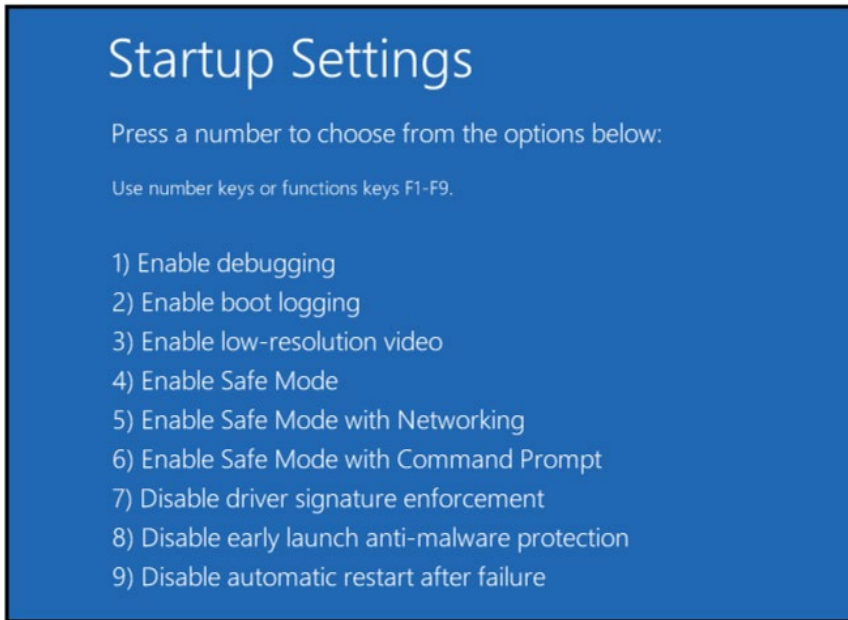 Startup Settings
Press a number to choose from the options below:
Use number keys or functions keys F1-F9.
1) Enable debugging
2) Enable boot logging
3) Enable low-resolution video
4) Enable Safe Mode
5) Enable Safe Mode with Networking
6) Enable Safe Mode with Command Prompt
7) Disable driver signature enforcement
8) Disable early launch anti-malware protection
9) Disable automatic restart after failure